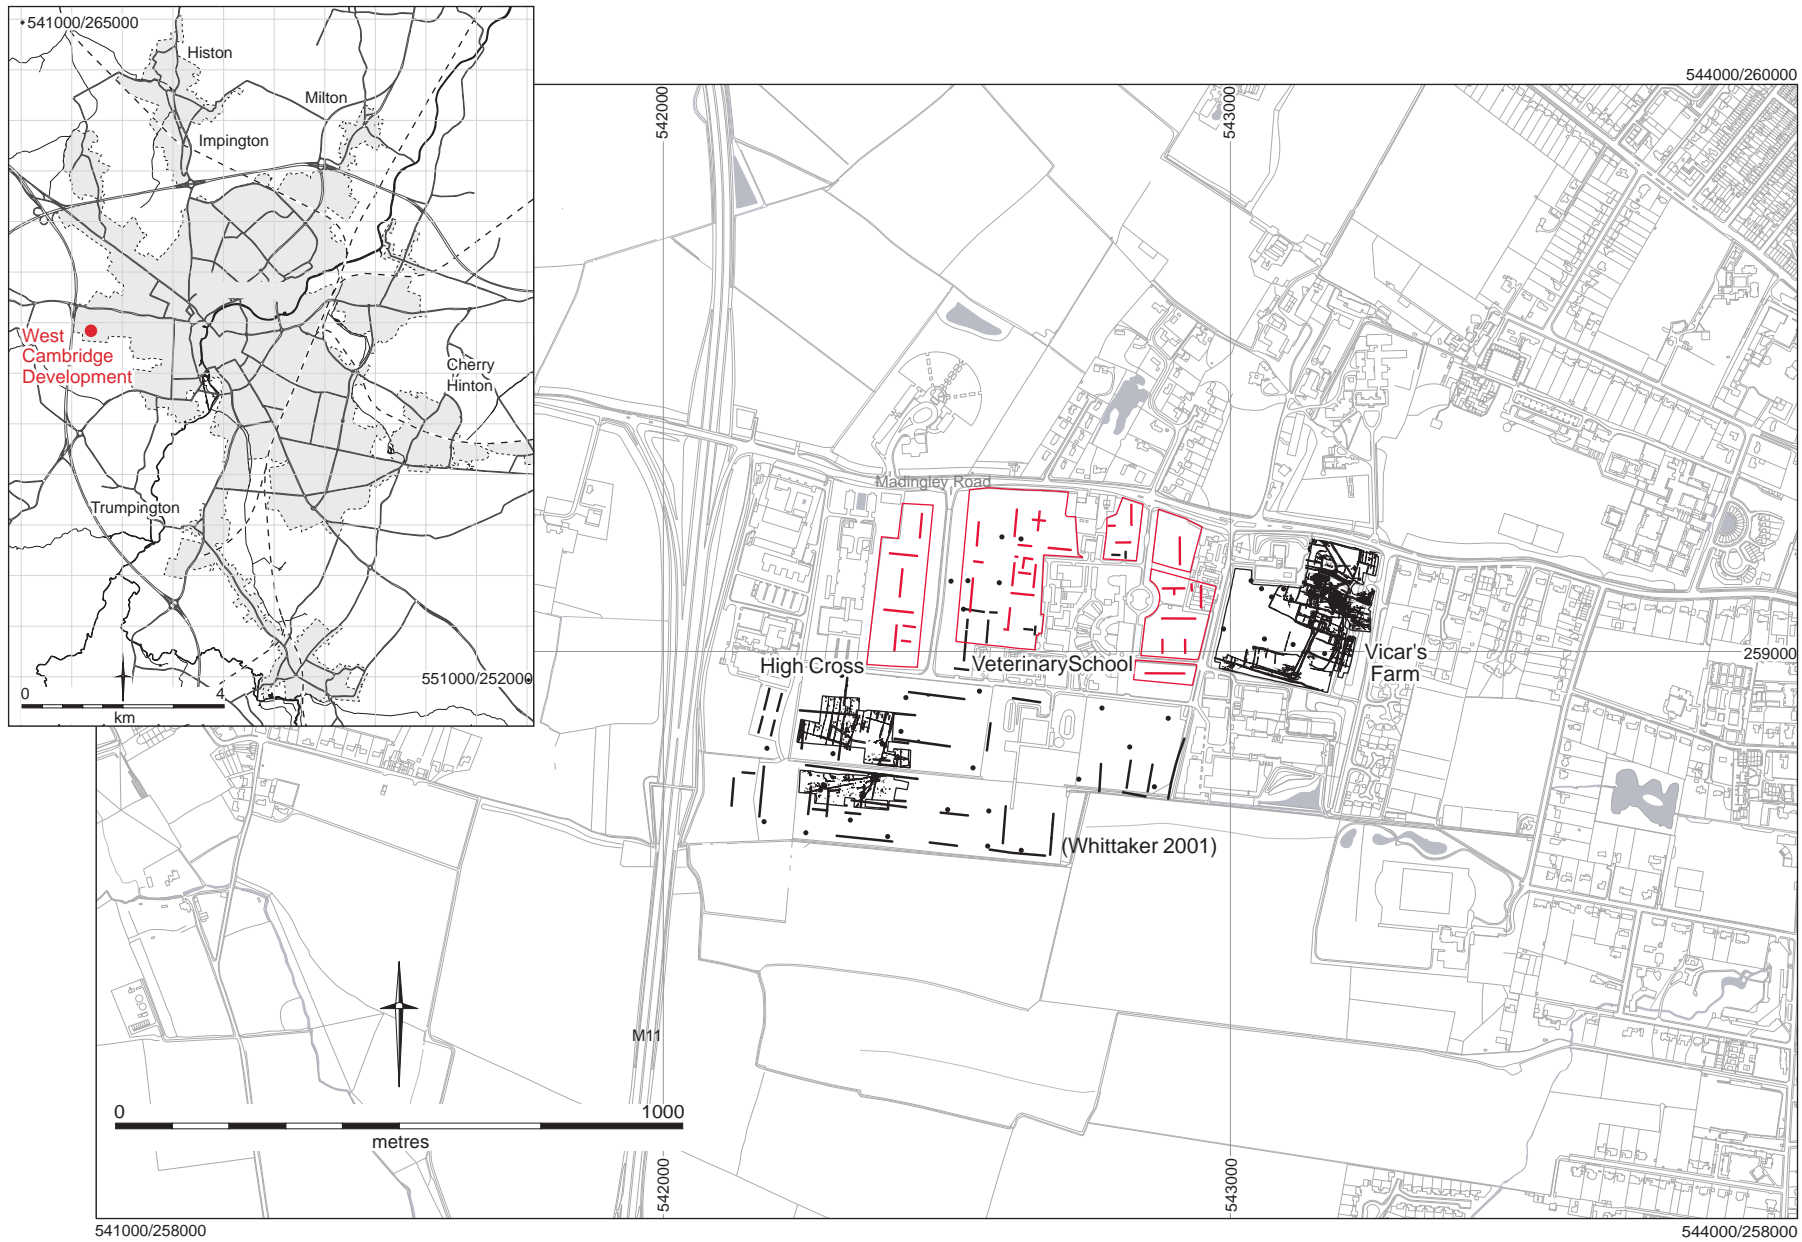 541000/265000
Histon
Milton
Impington
West
Cambridge
Development
Cherry
Hinton
Trumpington
551000/252000
0 4
km
544000/260000
542000
543000
Madingley Road
High Cross
Veterinary School
Vicar's
Farm
259000
(Whittaker 2001)
M11
0 1000
metres
542000
543000
541000/258000
544000/258000